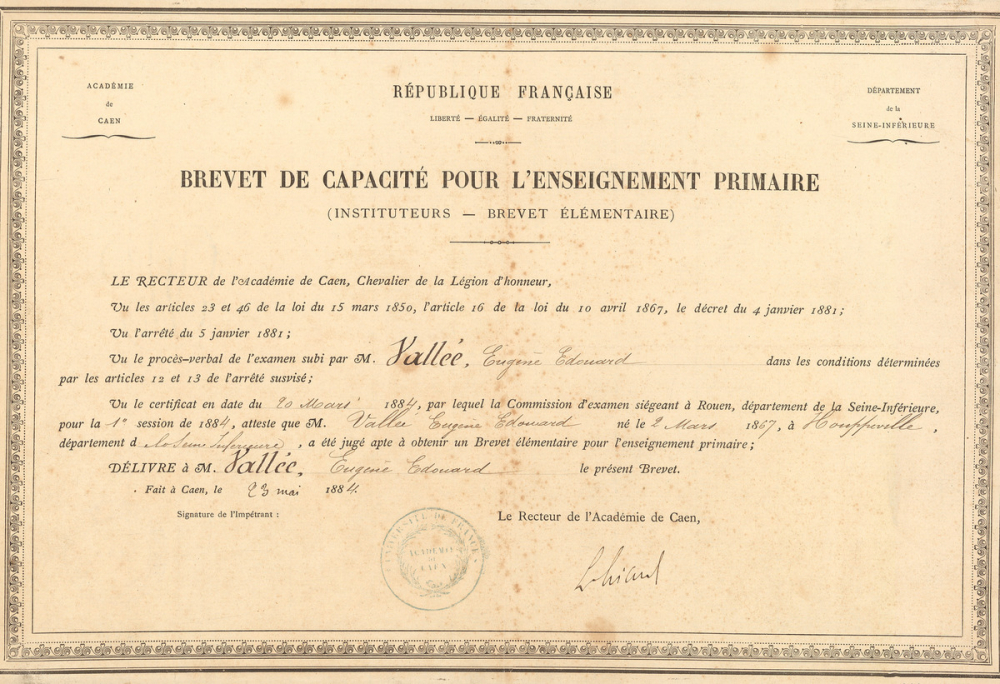 ACADÉMIE
de
CAEN
RÉPUBLIQUE FRANÇAISE
LIBERTÉ — ÉGALITÉ — FRATERNITÉ
DÉPARTEMENT
de la
SEINE-INFÉRIEURE
BREVET DE CAPACITÉ POUR L'ENSEIGNEMENT PRIMAIRE
(INSTITUTEURS — BREVET ÉLÉMENTAIRE)
LE RECTEUR de l'Académie de Caen, Chevalier de la Légion d'honneur,
Vu les articles 23 et 46 de la loi du 15 mars 1850, l'article 16 de la loi du 10 avril 1867, le décret du 4 janvier 1881;
Vu l'arrêté du 5 janvier 1881;
Vu le procès-verbal de l'examen subi par M. Vallée, Eugène Edouard dans les conditions déterminées
par les articles 12 et 13 de l'arrêté susvisé;
Vu le certificat en date du 20 Mars 1884, par lequel la Commission d'examen siégeant à Rouen, département de la Seine-Inférieure,
pour la 1e session de 1884, atteste que M. Vallée Eugène Edouard né le 2 Mars 1867, à Houppeville,
département d la Seine Inférieure, a été jugé apte à obtenir un Brevet élémentaire pour l'enseignement primaire;
DÉLIVRE à M. Vallée, Eugène Edouard le présent Brevet.
Fait à Caen, le 23 mai 1884.
Signature de l'Impétrant :
Le Recteur de l'Académie de Caen,
UNIVERSITÉ DE FRANCE
ACADÉMIE
DE
CAEN